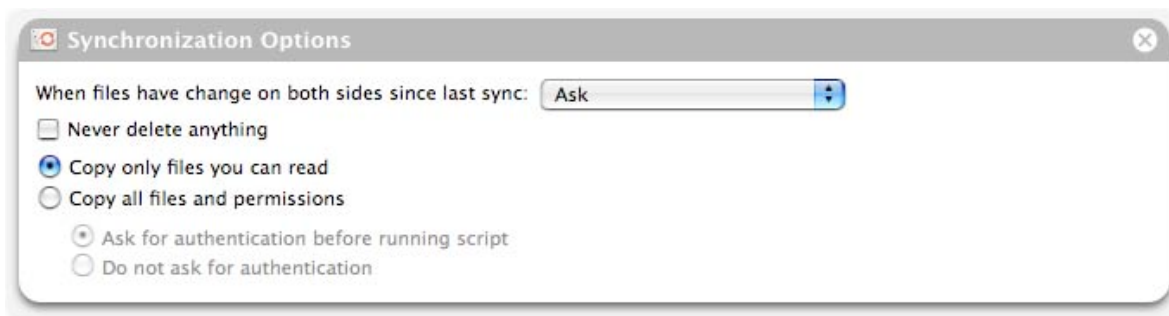 Synchronization Options
When files have change on both sides since last sync: Ask
Never delete anything
Copy only files you can read
Copy all files and permissions
Ask for authentication before running script
Do not ask for authentication